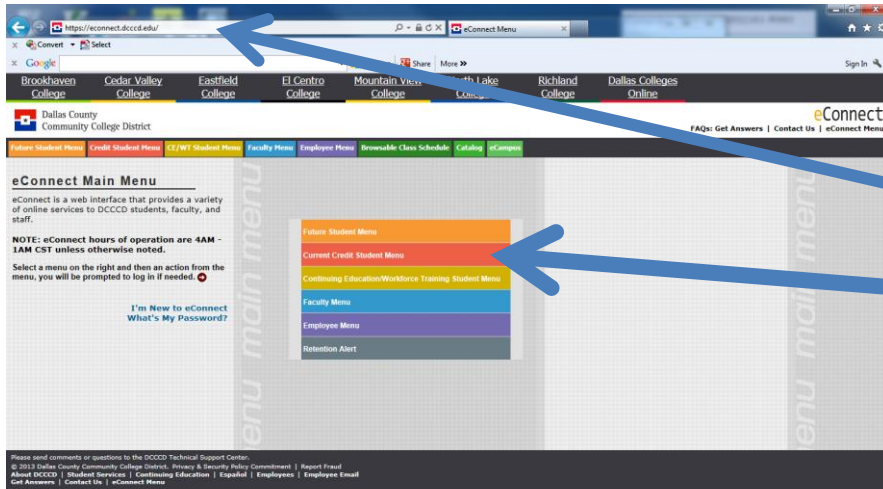 https://econnect.dcccd.edu/
eConnect Menu
x Convert Select
x Google Share More >> Sign In
Brookhaven College Cedar Valley College Eastfield College El Centro College Mountain View College North Lake College Richland College Dallas Colleges Online
Dallas County
Community College District
eConnect
FAQs: Get Answers | Contact Us | eConnect Menu
Future Student Menu Credit Student Menu CE/WT Student Menu Faculty Menu Employee Menu Browsable Class Schedule Catalog eCampus
eConnect Main Menu
eConnect is a web interface that provides a variety
of online services to DCCCD students, faculty, and
staff.
NOTE: eConnect hours of operation are 4AM -
1AM CST unless otherwise noted.
Select a menu on the right and then an action from the
menu, you will be prompted to log in if needed.
I'm New to eConnect
What's My Password?
main menu
Future Student Menu
Current Credit Student Menu
Continuing Education/Workforce Training Student Menu
Faculty Menu
Employee Menu
Retention Alert
main menu
Please send comments or questions to the DCCCD Technical Support Center.
© 2013 Dallas County Community College District. Privacy & Security Policy Commitment | Report Fraud
About DCCCD | Student Services | Continuing Education | Español | Employees | Employee Email
Get Answers | Contact Us | eConnect Menu